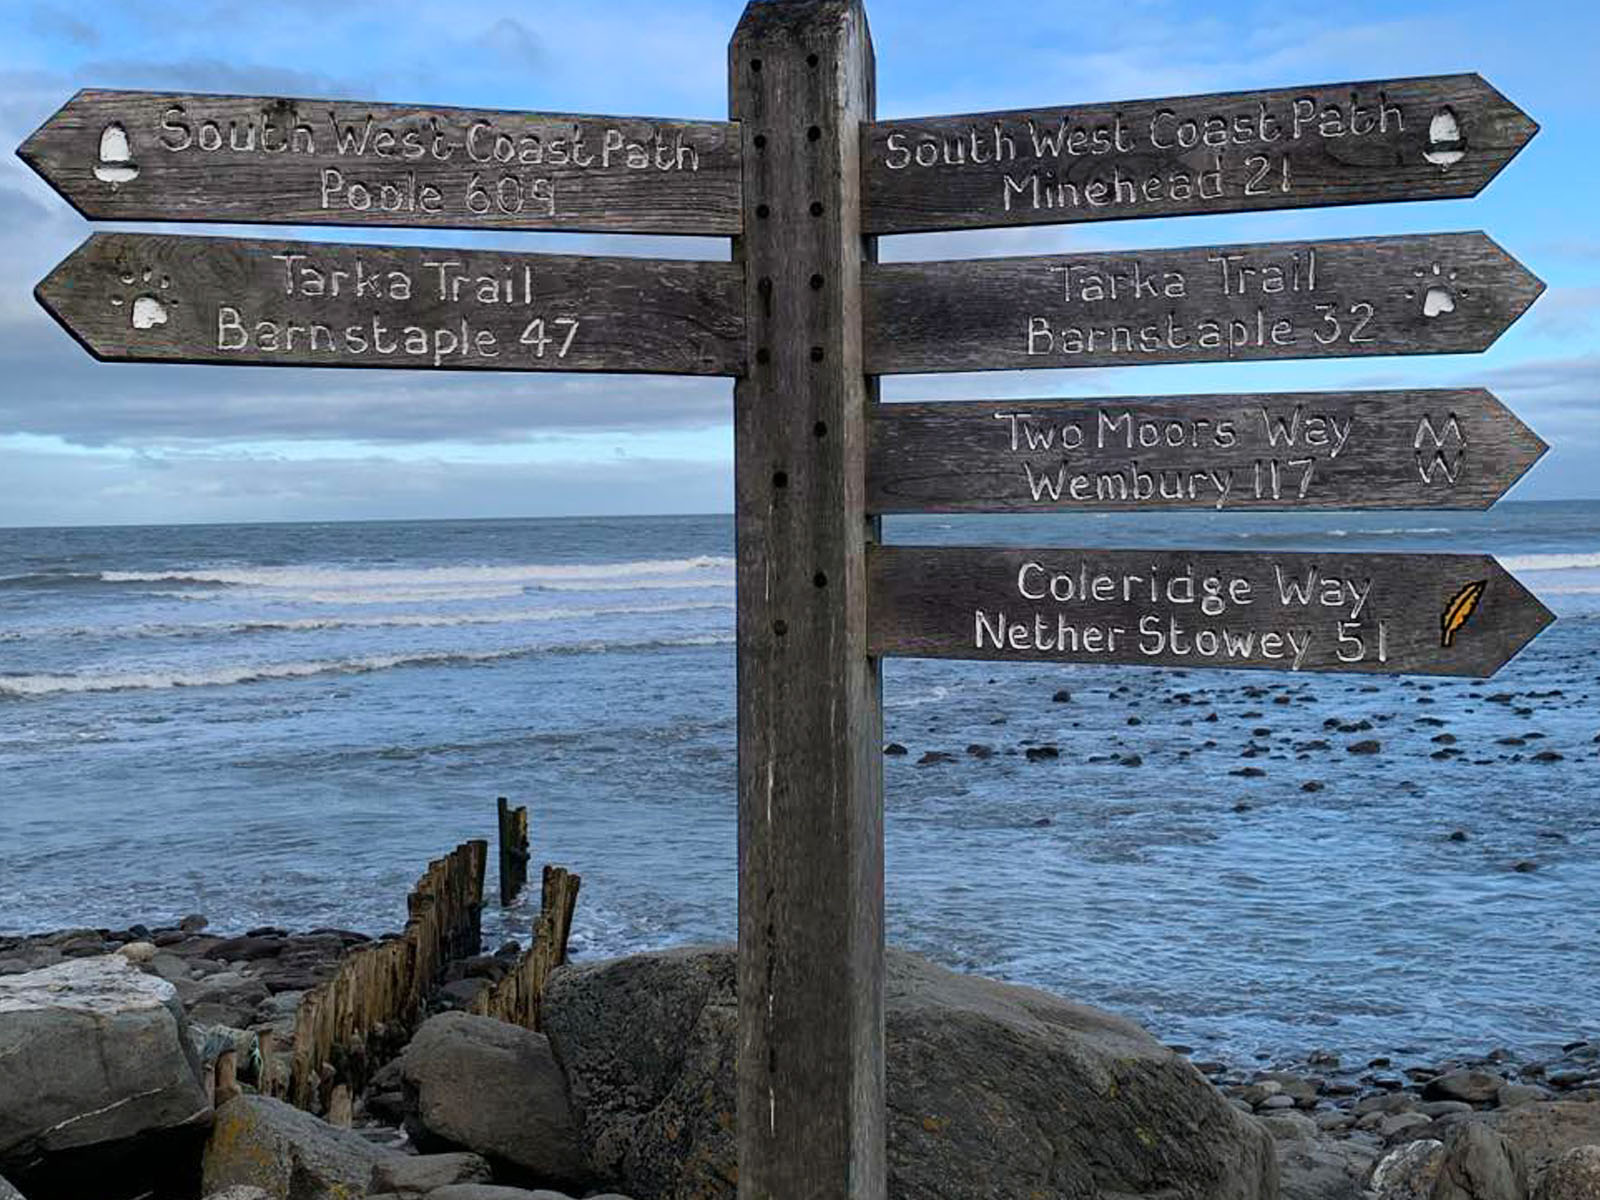 South West Coast Path
Poole 609
Tarka Trail
Barnstaple 47
South West Coast Path
Minehead 21
Tarka Trail
Barnstaple 32
Two Moors Way
Wembury 117
MW
Coleridge Way
Nether Stowey 51